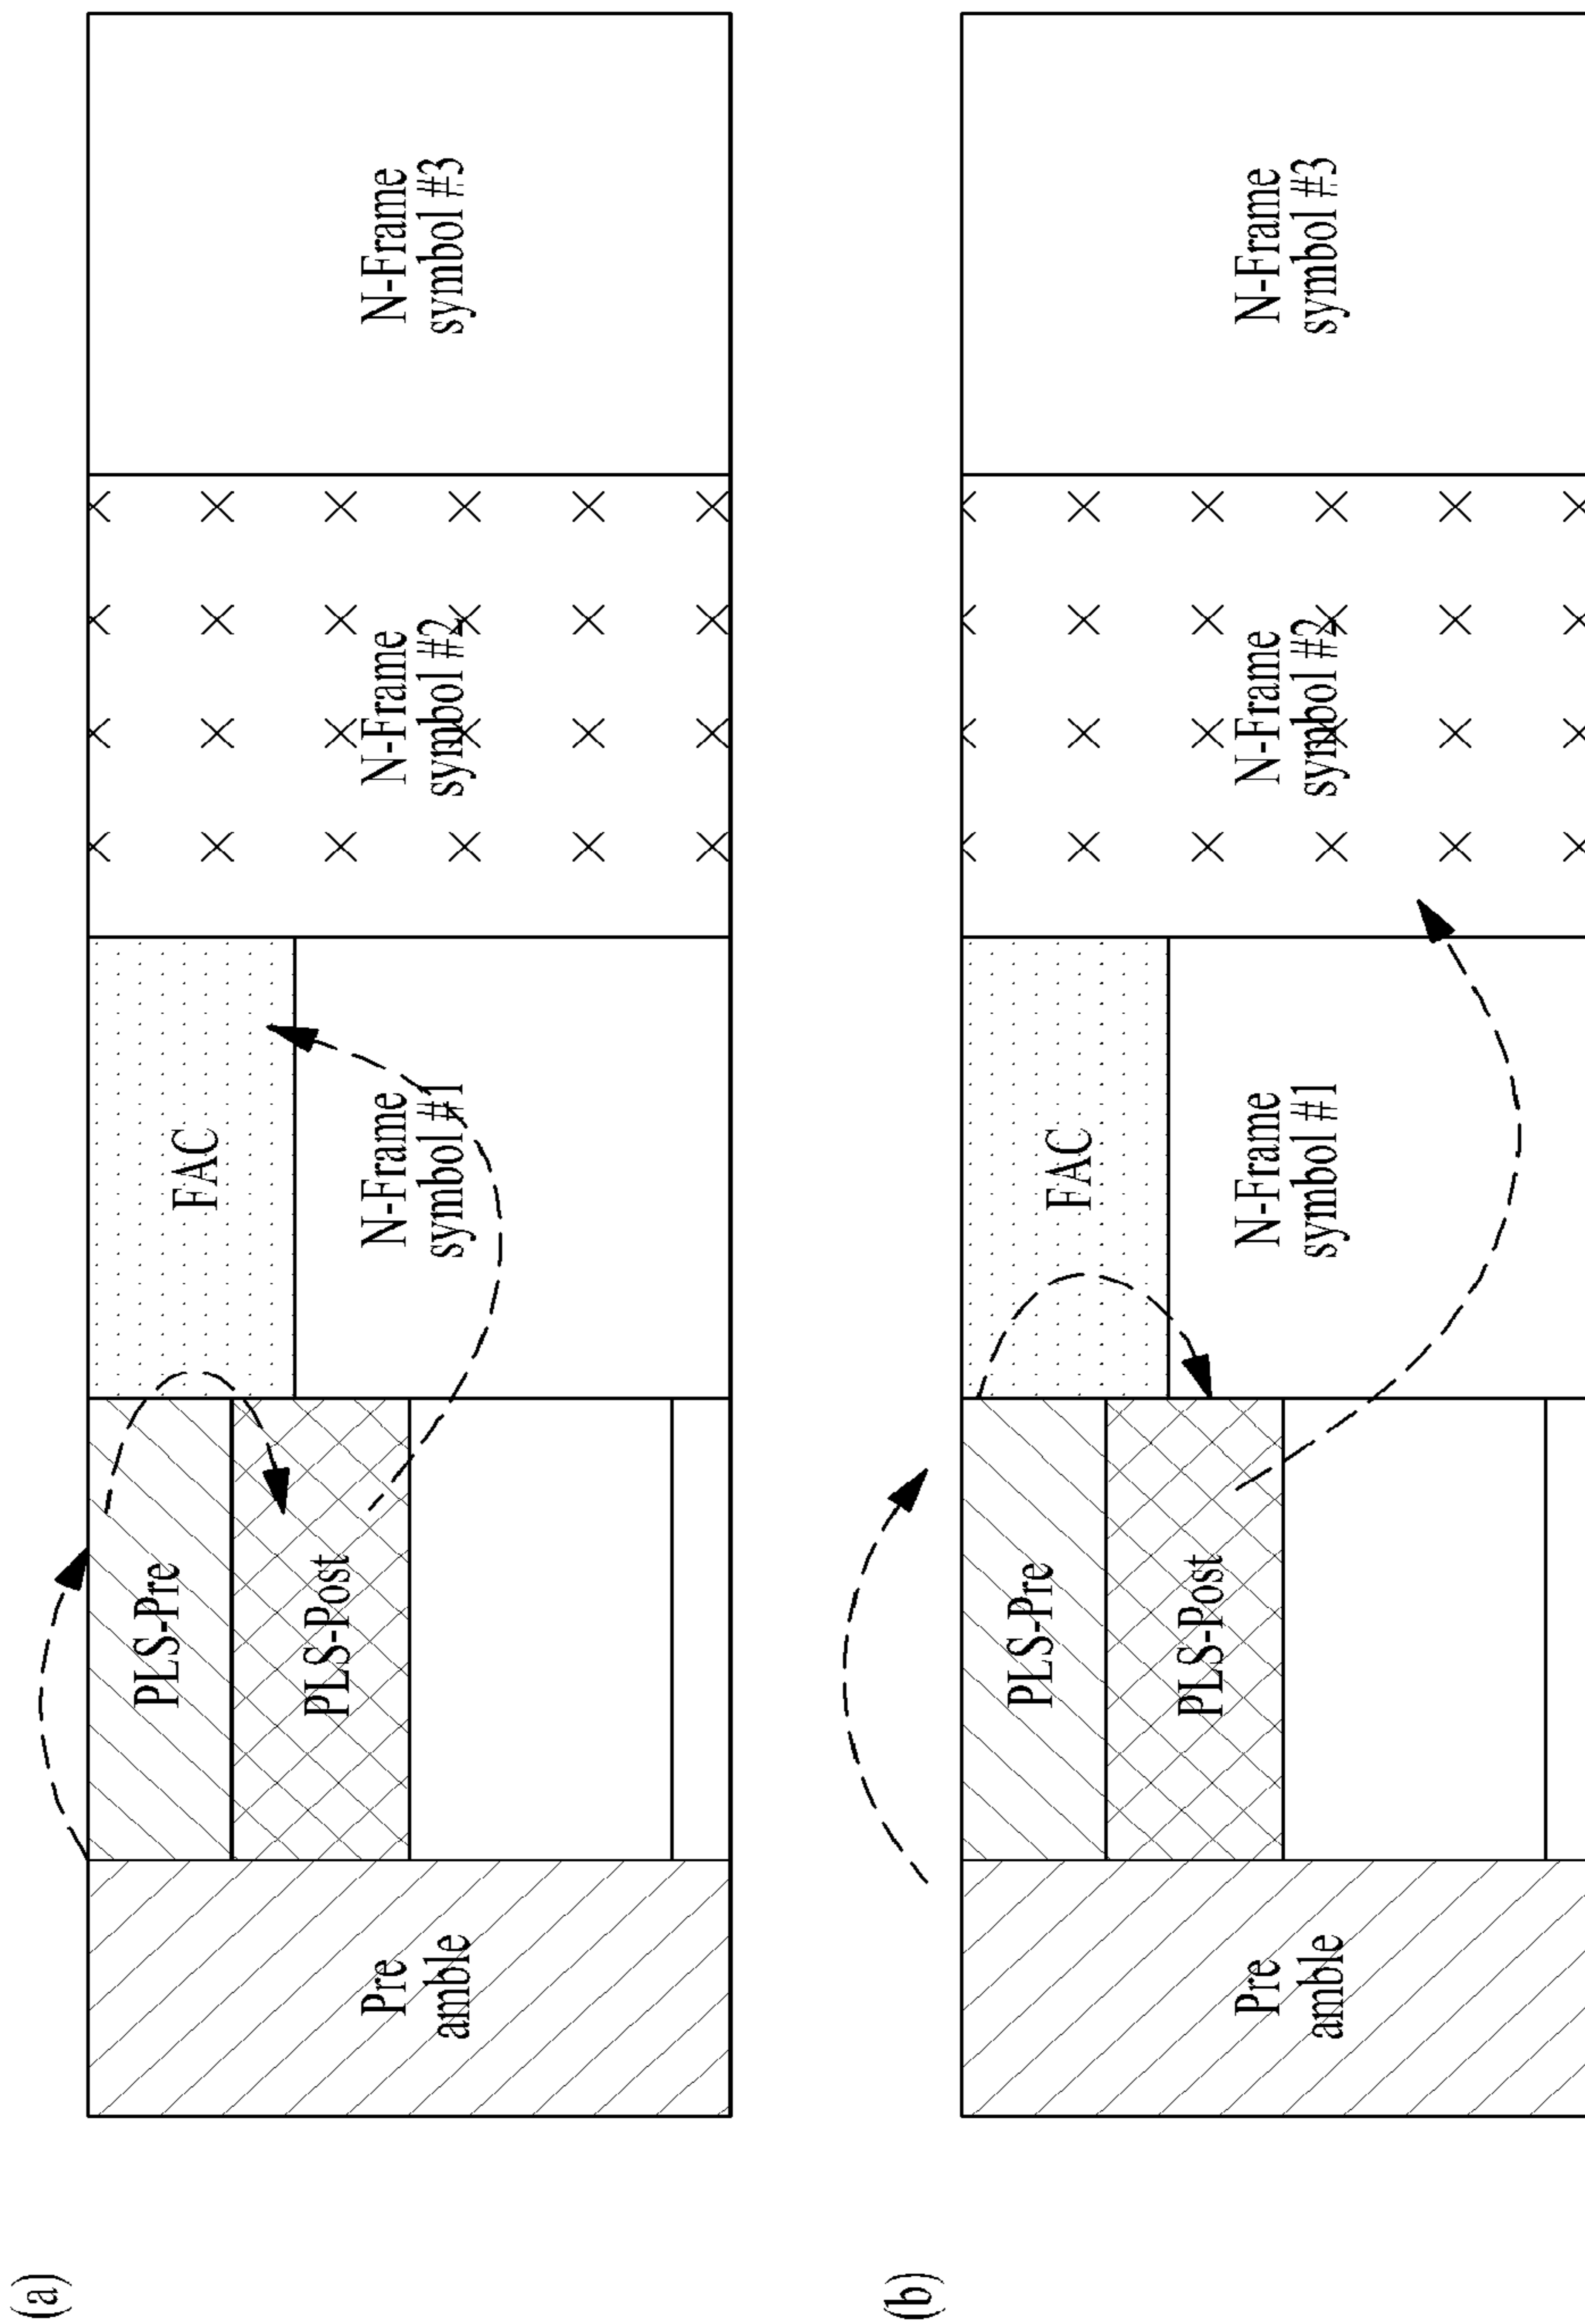 (a)
Pre
amble
PLS-Pre
PLS-Post
FAC
N-Frame
symbol #1
N-Frame
symbol #2
N-Frame
symbol #3
(b)
Pre
amble
PLS-Pre
PLS-Post
FAC
N-Frame
symbol #1
N-Frame
symbol #2
N-Frame
symbol #3